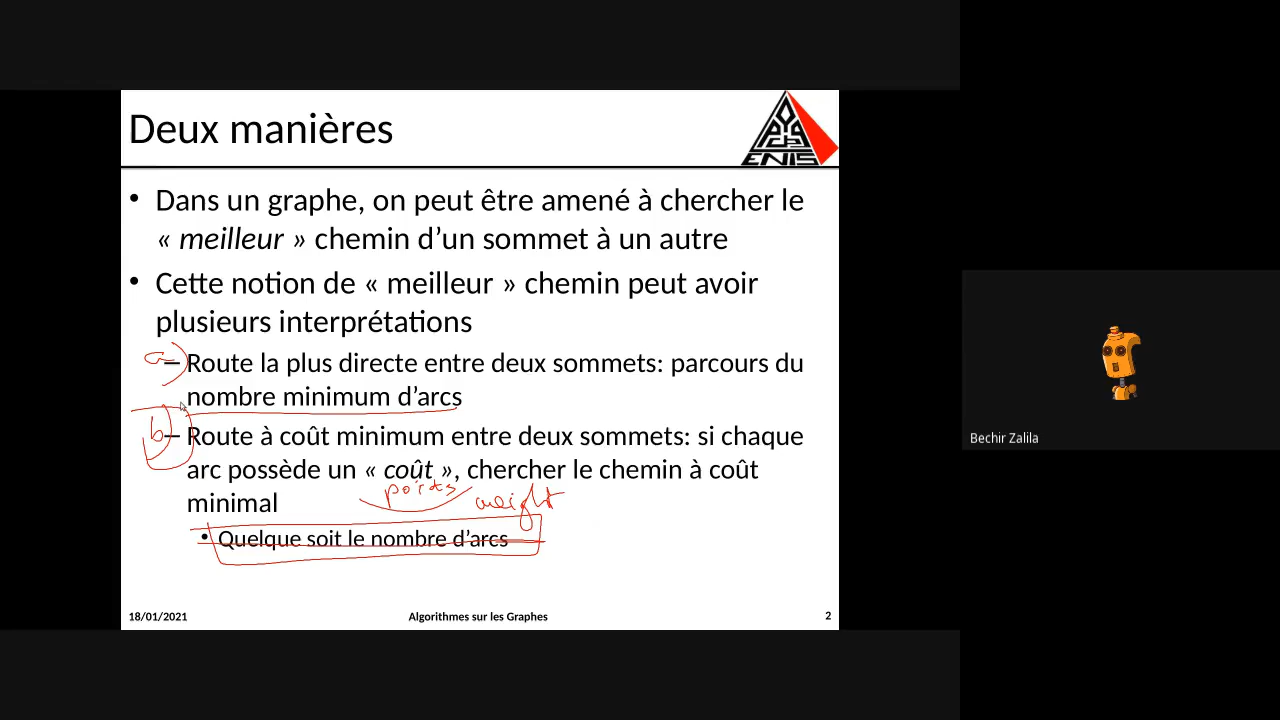 Deux manières
ENIS
• Dans un graphe, on peut être amené à chercher le
« meilleur » chemin d’un sommet à un autre
• Cette notion de « meilleur » chemin peut avoir
plusieurs interprétations
a) – Route la plus directe entre deux sommets: parcours du
nombre minimum d’arcs
b – Route à coût minimum entre deux sommets: si chaque
arc possède un « coût », chercher le chemin à coût
poids weight
minimal
• Quelque soit le nombre d’arcs
18/01/2021 Algorithmes sur les Graphes 2
Bechir Zalila